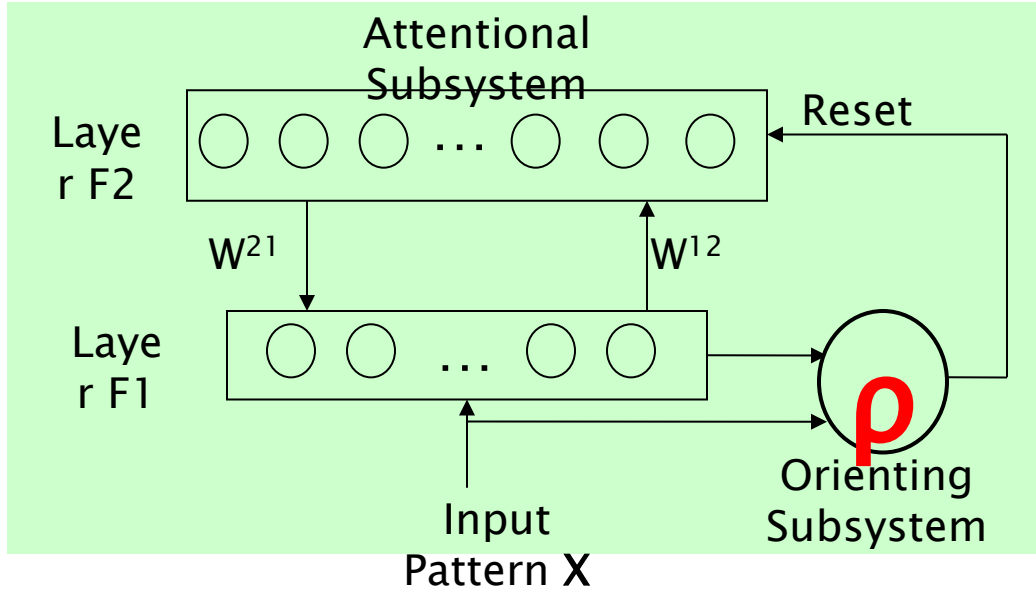 Attentional
Subsystem
Reset
Laye
r F2
...
W²¹
W¹²
Laye
r F1
...
ρ
Orienting
Subsystem
Input
Pattern X